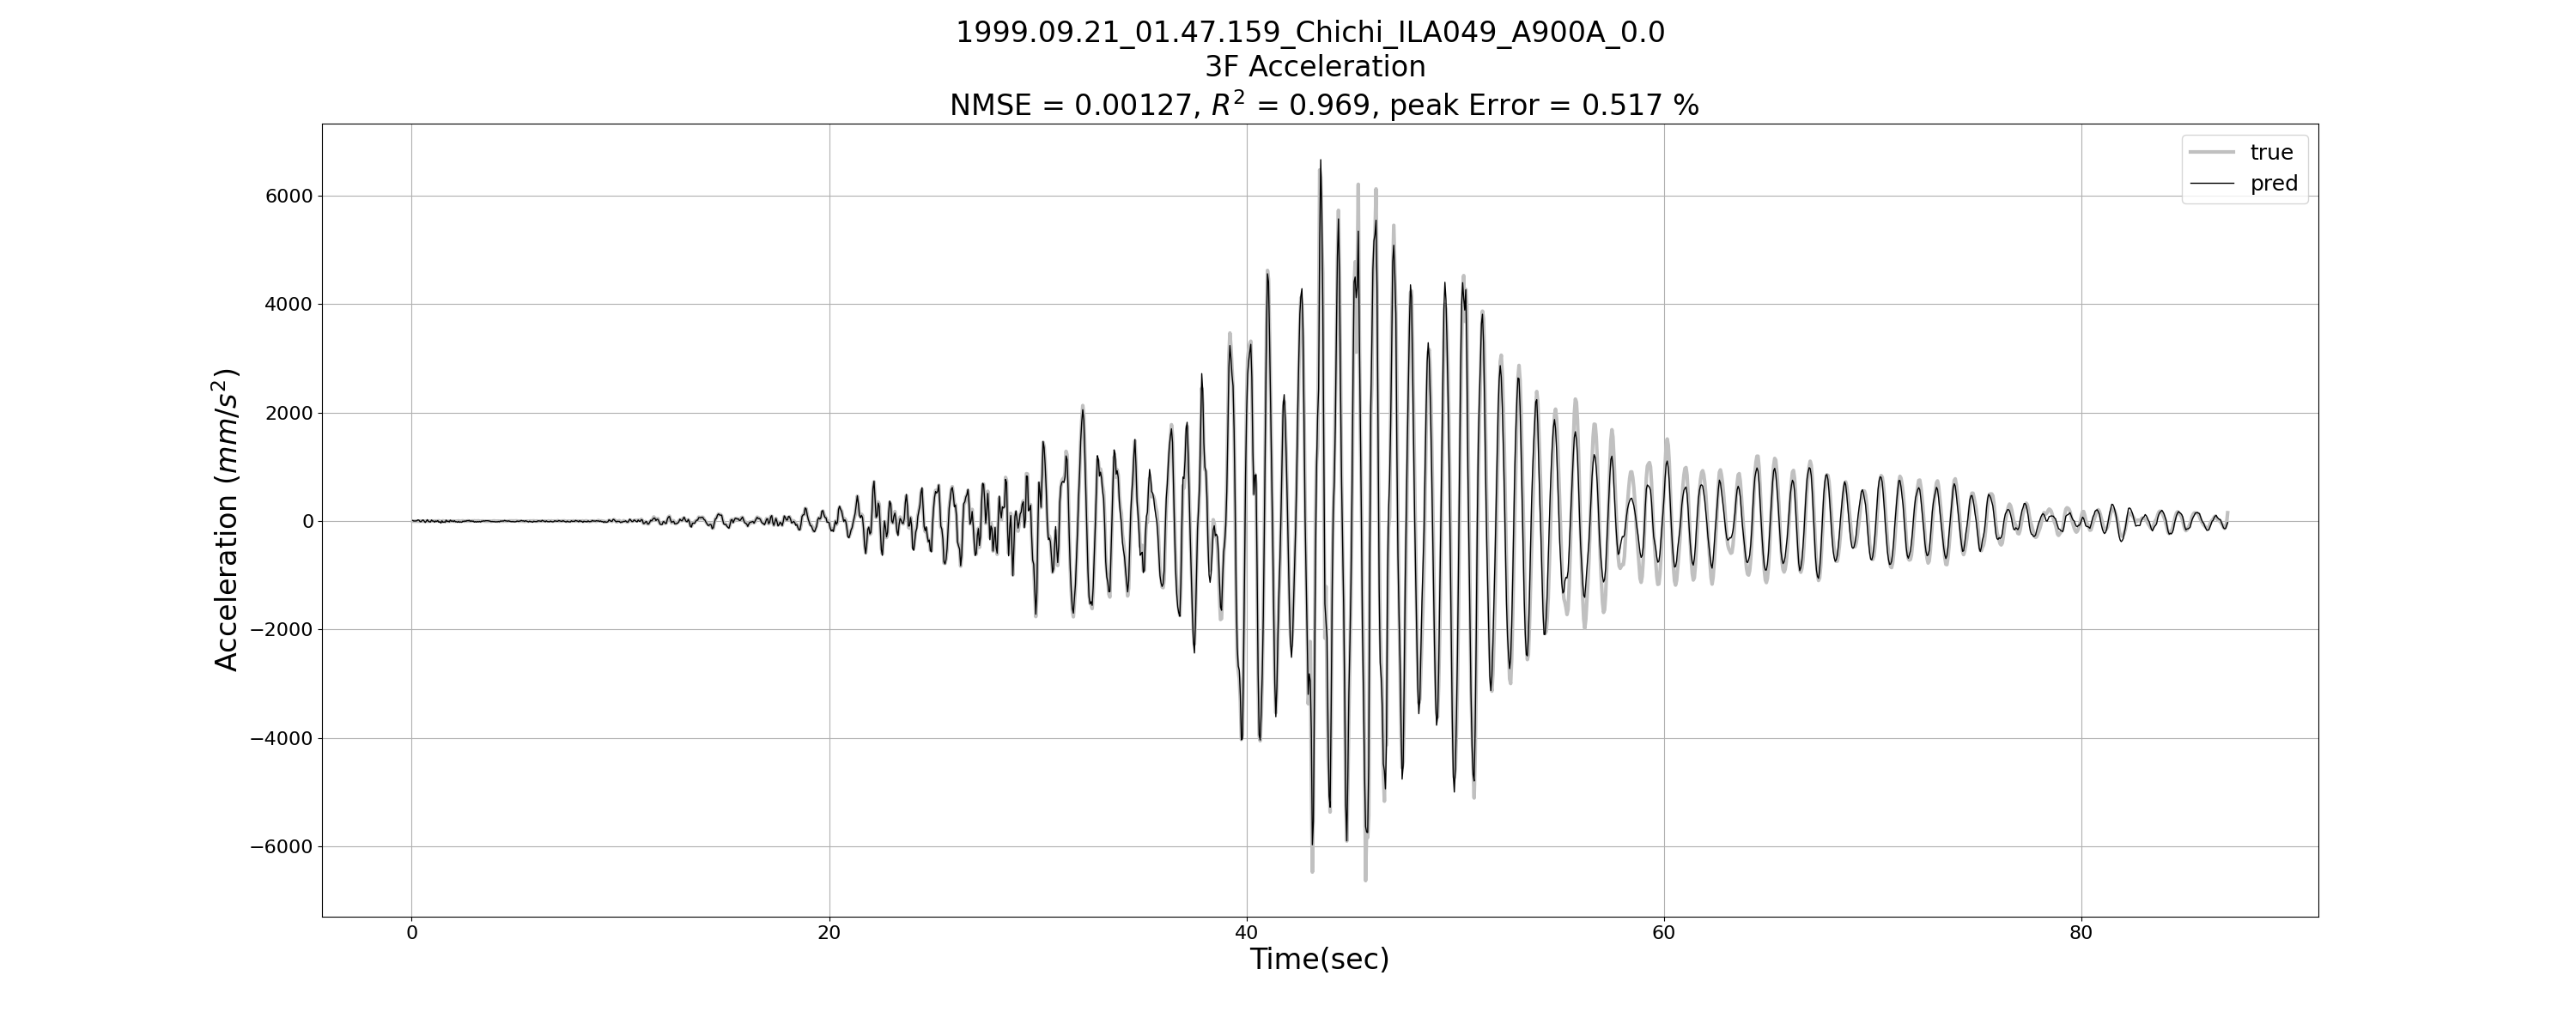 1999.09.21_01.47.159_Chichi_ILA049_A900A_0.0
3F Acceleration
NMSE = 0.00127, R² = 0.969, peak Error = 0.517 %
true
pred
6000
4000
2000
0
−2000
−4000
−6000
Acceleration (mm/s²)
0 20 40 60 80
Time(sec)